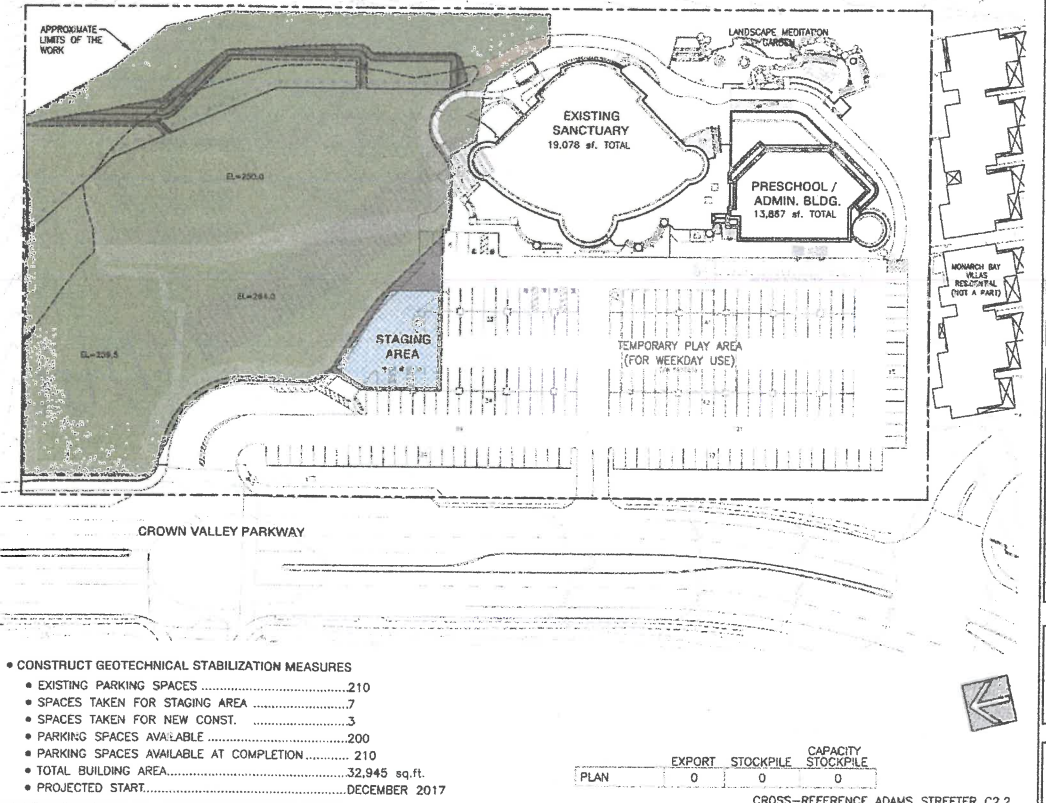 APPROXIMATE
LIMITS OF THE
WORK
LANDSCAPE MEDITATION
GARDEN
EXISTING
SANCTUARY
19,078 sf. TOTAL
PRESCHOOL /
ADMIN. BLDG.
13,867 sf. TOTAL
EL=250.0
EL=264.0
EL=259.5
MONARCH BAY
VILLAS
RESIDENTIAL
(NOT A PART)
STAGING
AREA
TEMPORARY PLAY AREA
(FOR WEEKDAY USE)
CROWN VALLEY PARKWAY
• CONSTRUCT GEOTECHNICAL STABILIZATION MEASURES
• EXISTING PARKING SPACES ..................................210
• SPACES TAKEN FOR STAGING AREA ......................7
• SPACES TAKEN FOR NEW CONST. ......................3
• PARKING SPACES AVAILABLE ................................200
• PARKING SPACES AVAILABLE AT COMPLETION........... 210
• TOTAL BUILDING AREA...........................................32,945 sq.ft.
• PROJECTED START................................................DECEMBER 2017
EXPORT STOCKPILE CAPACITY STOCKPILE
PLAN 0 0 0
CROSS-REFERENCE ADAMS STREETER C2.2